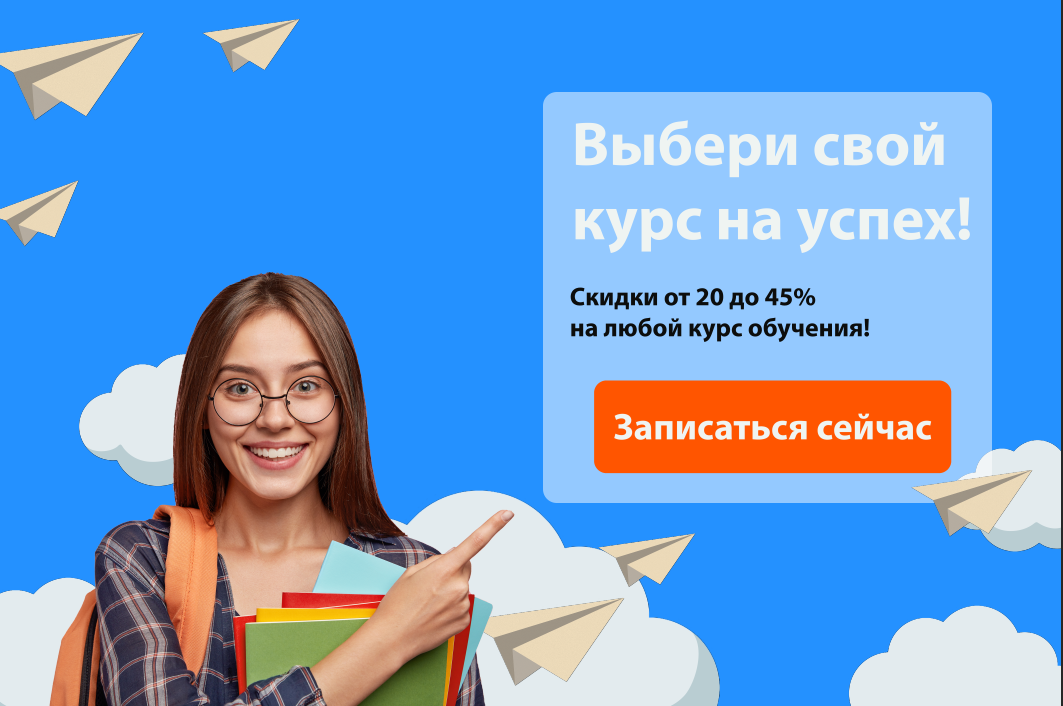 Выбери свой
курс на успех!
Скидки от 20 до 45%
на любой курс обучения!
Записаться сейчас